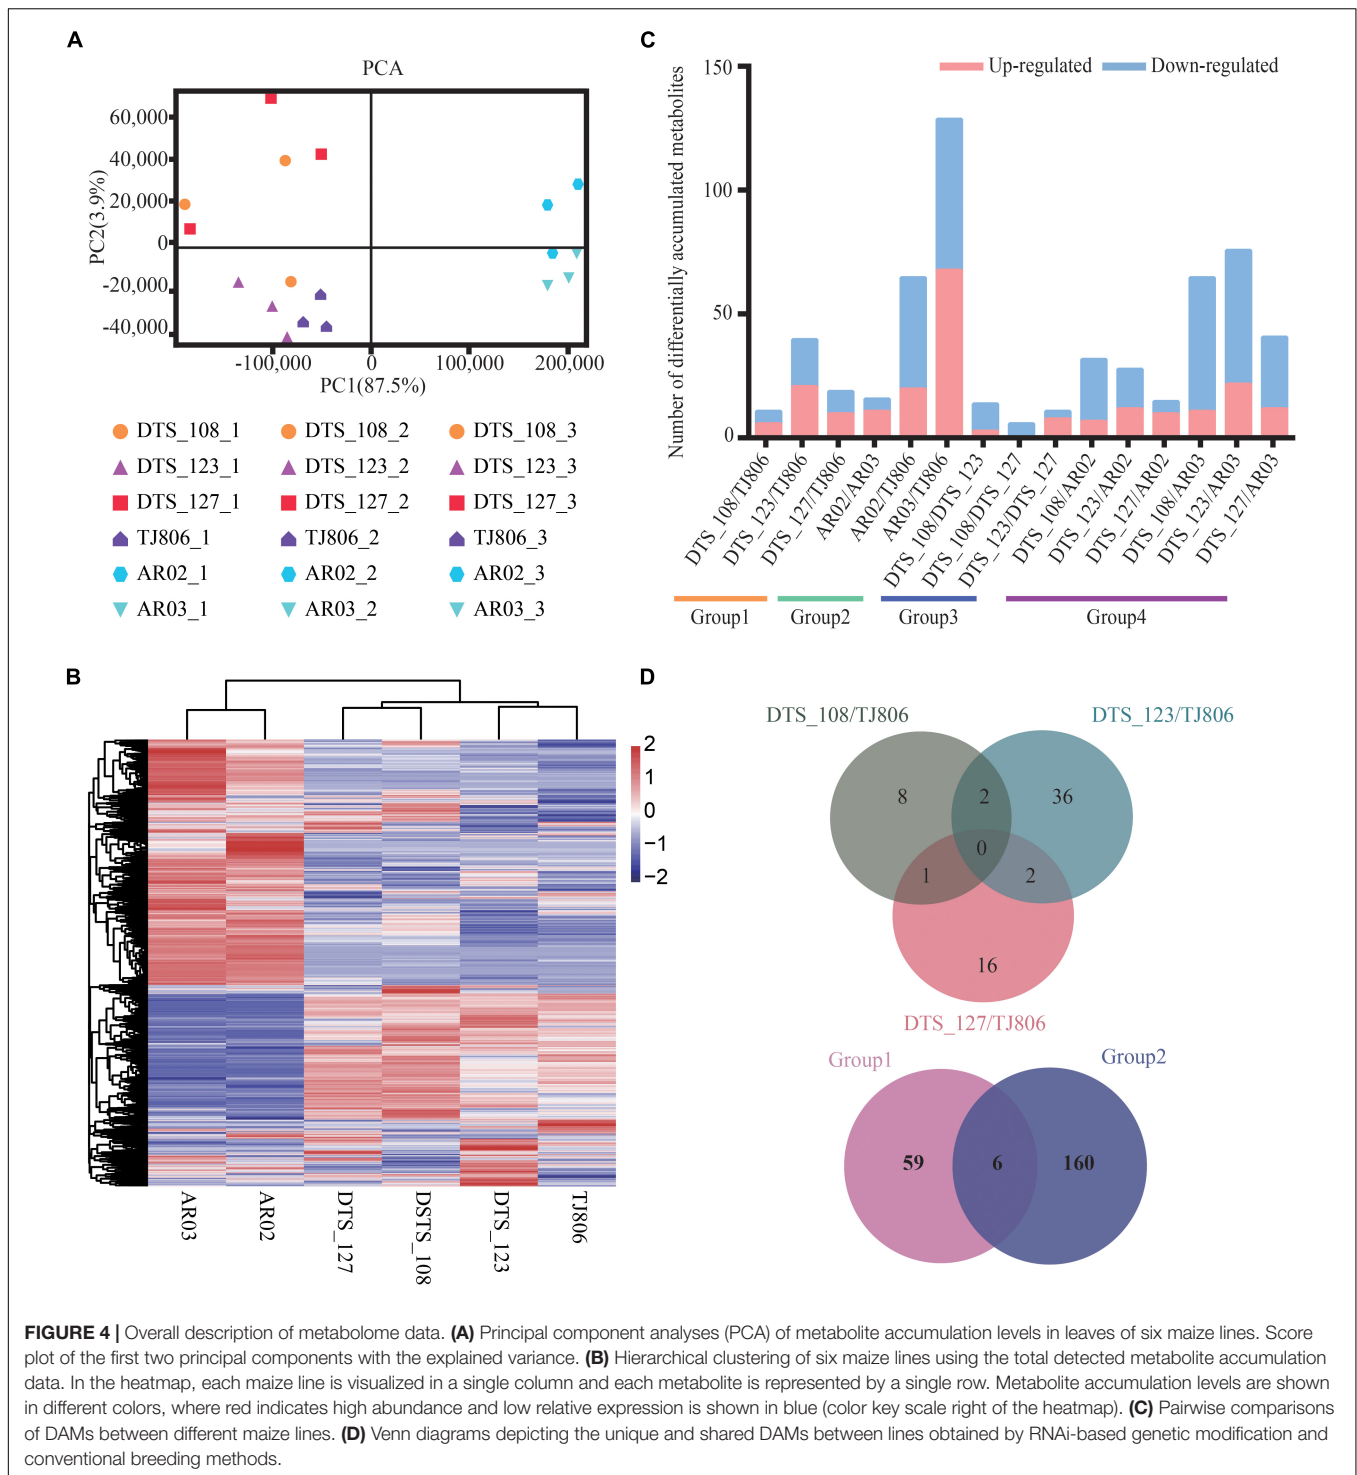 A
PCA
60,000
40,000
20,000
0
-20,000
-40,000
PC2(3.9%)
-100,000 0 100,000 200,000
PC1(87.5%)
DTS_108_1 DTS_108_2 DTS_108_3
DTS_123_1 DTS_123_2 DTS_123_3
DTS_127_1 DTS_127_2 DTS_127_3
TJ806_1 TJ806_2 TJ806_3
AR02_1 AR02_2 AR02_3
AR03_1 AR03_2 AR03_3
C
Up-regulated Down-regulated
Number of differentially accumulated metabolites
150
100
50
0
DTS_108/TJ806
DTS_123/TJ806
DTS_127/TJ806
AR02/AR03
AR02/TJ806
AR03/TJ806
DTS_108/DTS_123
DTS_108/DTS_127
DTS_123/DTS_127
DTS_108/AR02
DTS_123/AR02
DTS_127/AR02
DTS_108/AR03
DTS_123/AR03
DTS_127/AR03
Group1 Group2 Group3 Group4
B
2
1
0
−1
−2
AR03
AR02
DTS_127
DSTS_108
DTS_123
TJ806
D
DTS_108/TJ806 DTS_123/TJ806
8 2 36
0
1 2
16
DTS_127/TJ806
Group1 Group2
59 6 160
FIGURE 4 | Overall description of metabolome data. (A) Principal component analyses (PCA) of metabolite accumulation levels in leaves of six maize lines. Score
plot of the first two principal components with the explained variance. (B) Hierarchical clustering of six maize lines using the total detected metabolite accumulation
data. In the heatmap, each maize line is visualized in a single column and each metabolite is represented by a single row. Metabolite accumulation levels are shown
in different colors, where red indicates high abundance and low relative expression is shown in blue (color key scale right of the heatmap). (C) Pairwise comparisons
of DAMs between different maize lines. (D) Venn diagrams depicting the unique and shared DAMs between lines obtained by RNAi-based genetic modification and
conventional breeding methods.